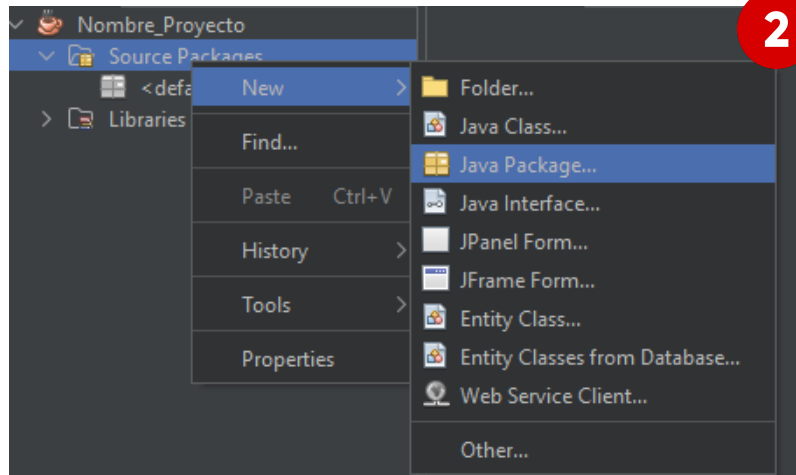 2
Nombre_Proyecto
Source Packages
<defa
Libraries
New
Find...
Paste Ctrl+V
History
Tools
Properties
Folder...
Java Class...
Java Package...
Java Interface...
JPanel Form...
JFrame Form...
Entity Class...
Entity Classes from Database...
Web Service Client...
Other...